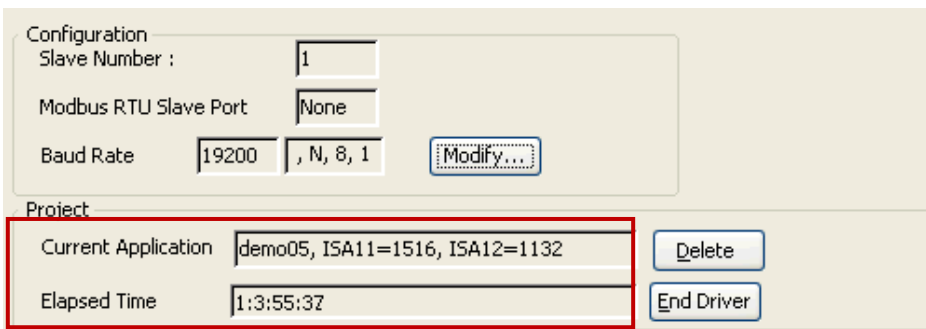 Configuration
Slave Number : 1
Modbus RTU Slave Port None
Baud Rate 19200 , N, 8, 1 Modify...
Project
Current Application demo05, ISA11=1516, ISA12=1132 Delete
Elapsed Time 1:3:55:37 End Driver